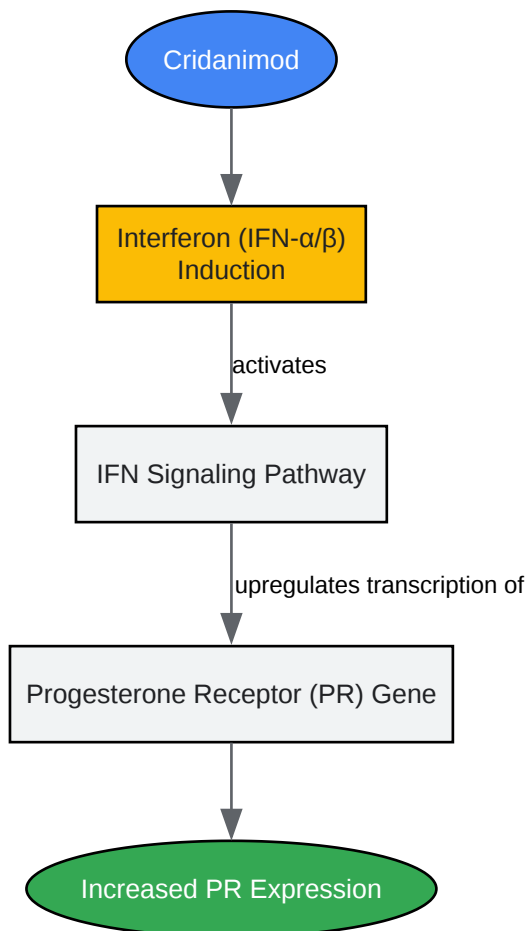 Cridanimod
Interferon (IFN-α/β)
Induction
activates
IFN Signaling Pathway
upregulates transcription of
Progesterone Receptor (PR) Gene
Increased PR Expression